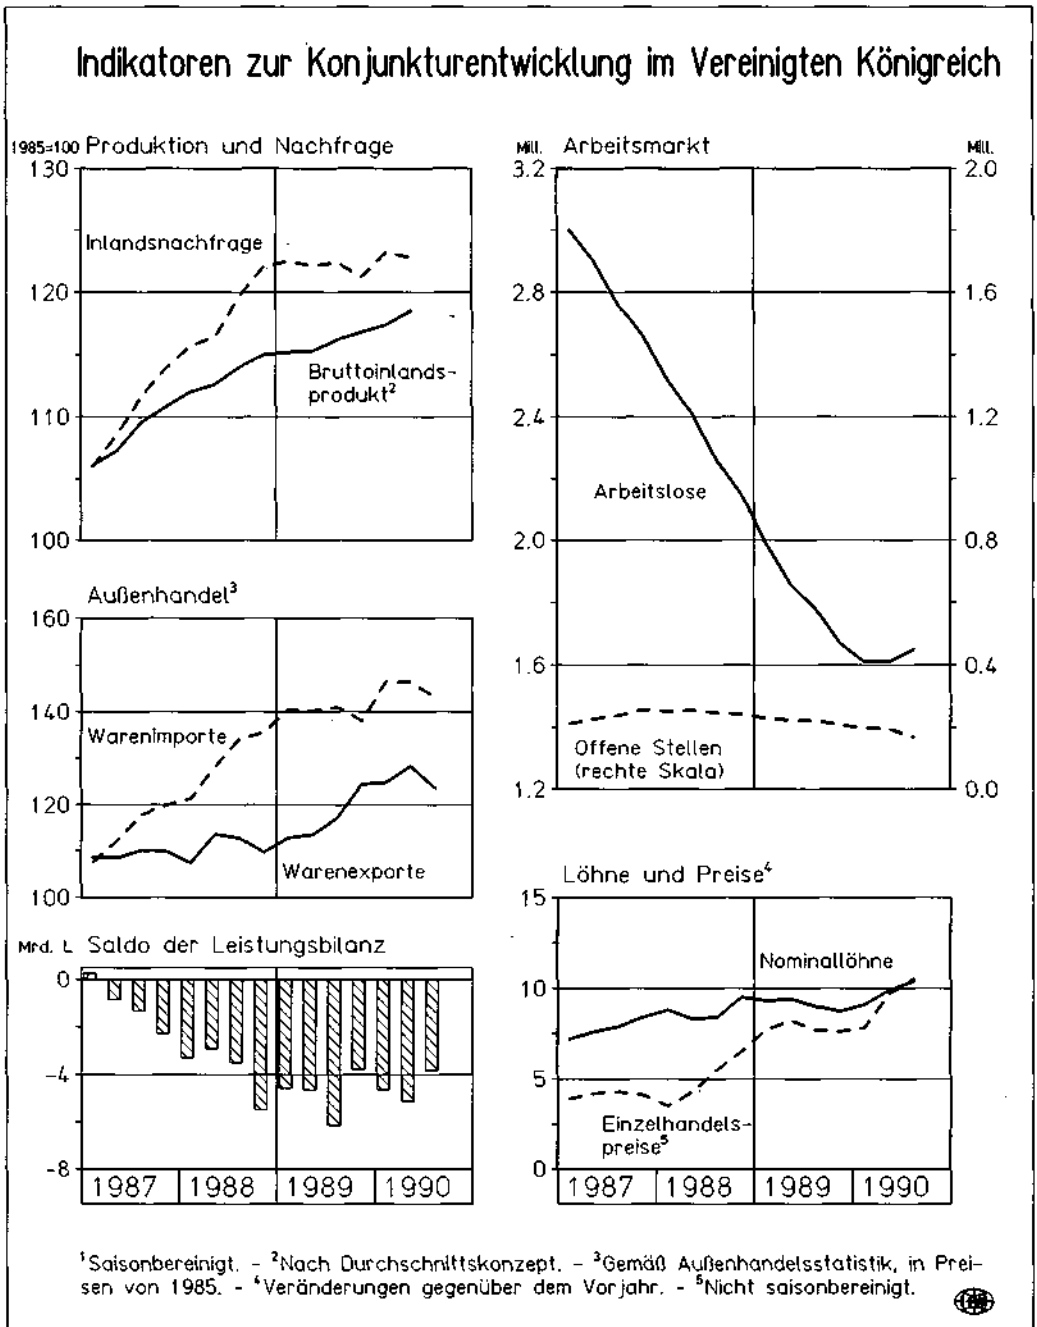 Indikatoren zur Konjunkturentwicklung im Vereinigten Königreich
1985=100 Produktion und Nachfrage
130
120
110
100
Inlandsnachfrage
Bruttoinlands-
produkt²
Außenhandel³
160
140
120
100
Warenimporte
Warenexporte
Mrd. L Saldo der Leistungsbilanz
0
-4
-8
1987 1988 1989 1990
Mill. Arbeitsmarkt Mill.
3.2 2.0
2.8 1.6
2.4 1.2
2.0 0.8
1.6 0.4
1.2 0.0
Arbeitslose
Offene Stellen
(rechte Skala)
Löhne und Preise⁴
15
10
5
0
Nominallöhne
Einzelhandels-
preise⁵
1987 1988 1989 1990
¹Saisonbereinigt. - ²Nach Durchschnittskonzept. - ³Gemäß Außenhandelsstatistik, in Prei-
sen von 1985. - ⁴Veränderungen gegenüber dem Vorjahr. - ⁵Nicht saisonbereinigt.